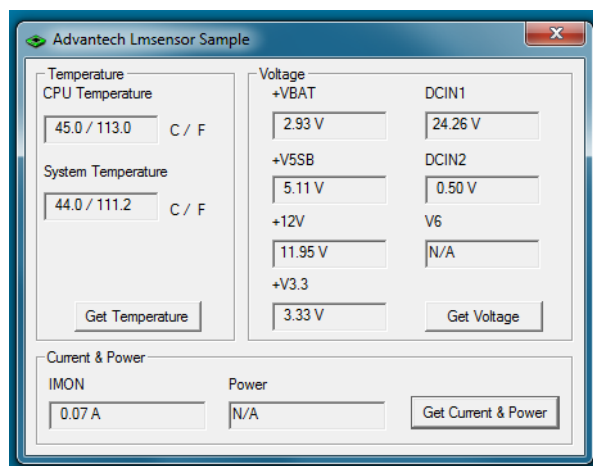 Advantech Lmsensor Sample
Temperature
CPU Temperature
45.0 / 113.0 C / F
System Temperature
44.0 / 111.2 C / F
Get Temperature
Voltage
+VBAT DCIN1
2.93 V 24.26 V
+V5SB DCIN2
5.11 V 0.50 V
+12V V6
11.95 V N/A
+V3.3
3.33 V Get Voltage
Current & Power
IMON Power
0.07 A N/A Get Current & Power